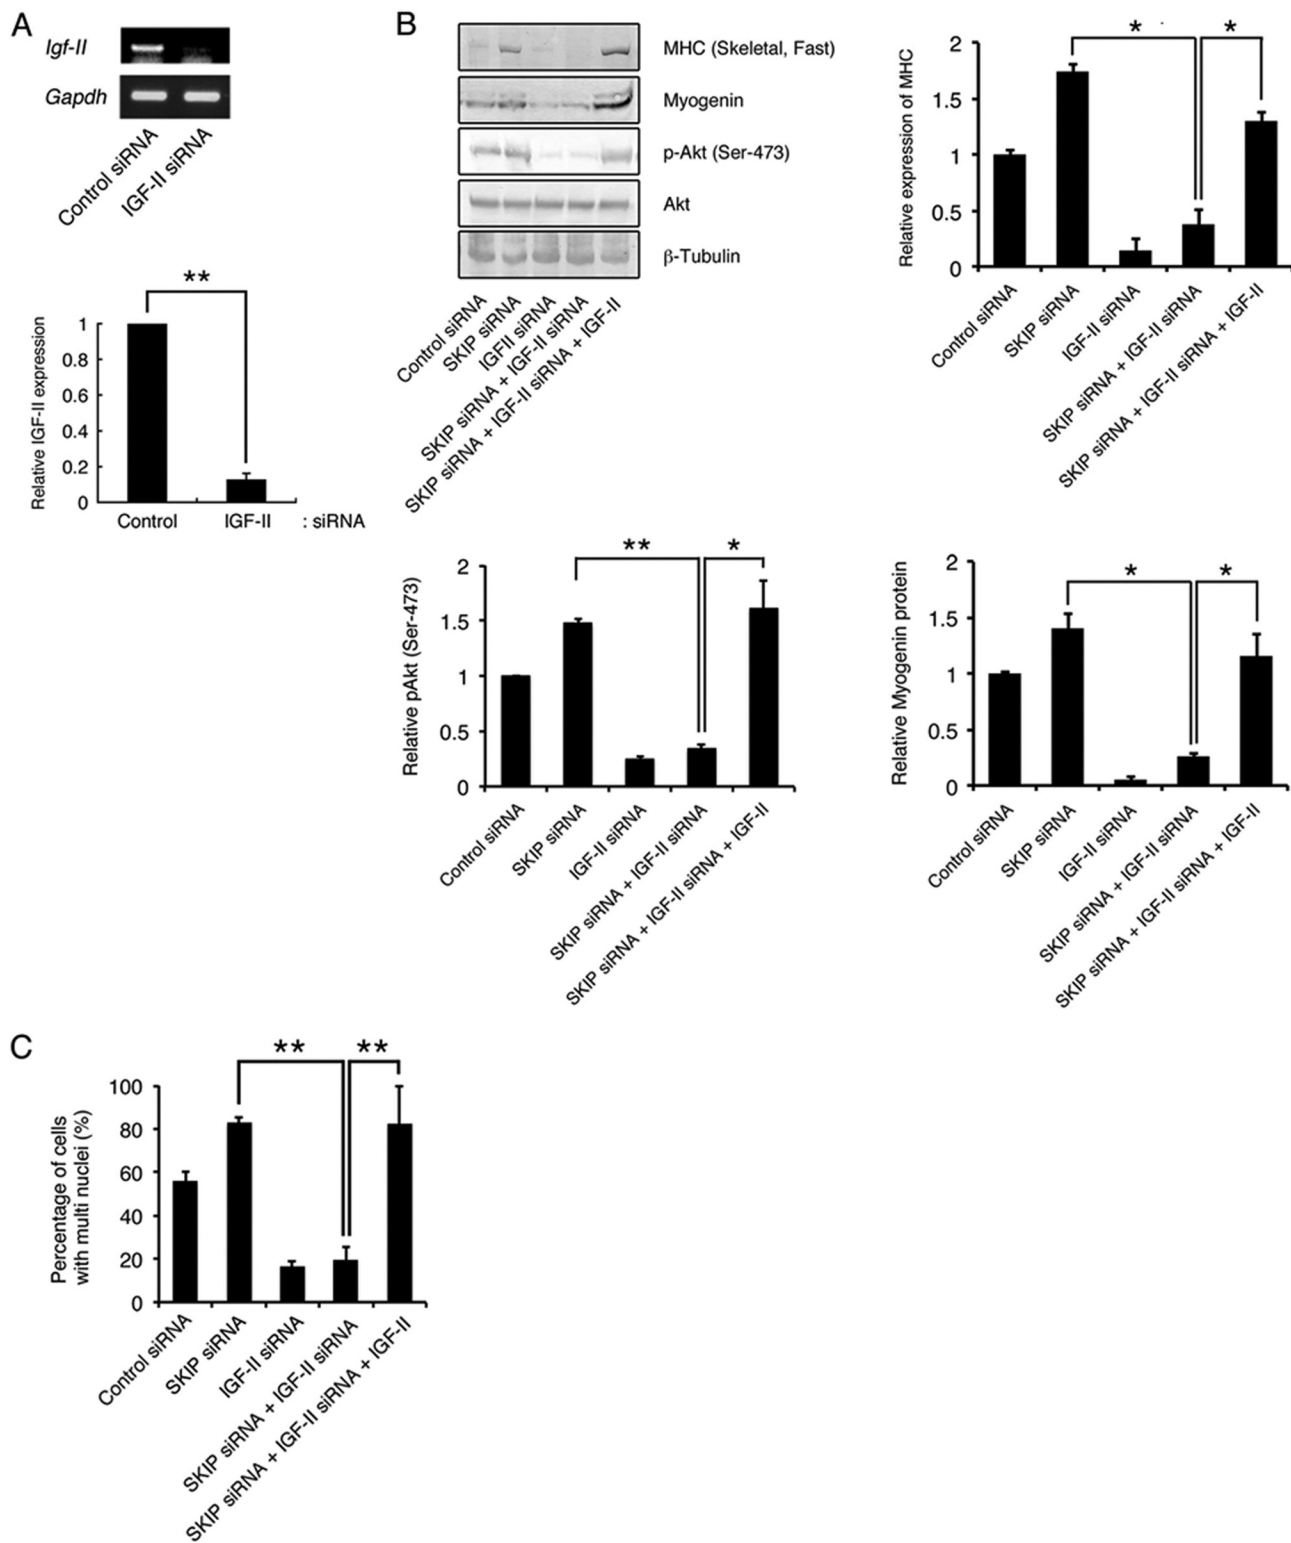 A
Igf-II
Gapdh
Control siRNA
IGF-II siRNA
**
Relative IGF-II expression
1
0.8
0.6
0.4
0.2
0
Control
IGF-II
: siRNA
B
MHC (Skeletal, Fast)
Myogenin
p-Akt (Ser-473)
Akt
β-Tubulin
Control siRNA
SKIP siRNA
IGFII siRNA
SKIP siRNA + IGF-II siRNA
SKIP siRNA + IGF-II siRNA + IGF-II
* *
Relative expression of MHC
2
1.5
1
0.5
0
Control siRNA
SKIP siRNA
IGF-II siRNA
SKIP siRNA + IGF-II siRNA
SKIP siRNA + IGF-II siRNA + IGF-II
** *
Relative pAkt (Ser-473)
2
1.5
1
0.5
0
Control siRNA
SKIP siRNA
IGF-II siRNA
SKIP siRNA + IGF-II siRNA
SKIP siRNA + IGF-II siRNA + IGF-II
* *
Relative Myogenin protein
2
1.5
1
0.5
0
Control siRNA
SKIP siRNA
IGF-II siRNA
SKIP siRNA + IGF-II siRNA
SKIP siRNA + IGF-II siRNA + IGF-II
C
** **
Percentage of cells
with multi nuclei (%)
100
80
60
40
20
0
Control siRNA
SKIP siRNA
IGF-II siRNA
SKIP siRNA + IGF-II siRNA
SKIP siRNA + IGF-II siRNA + IGF-II